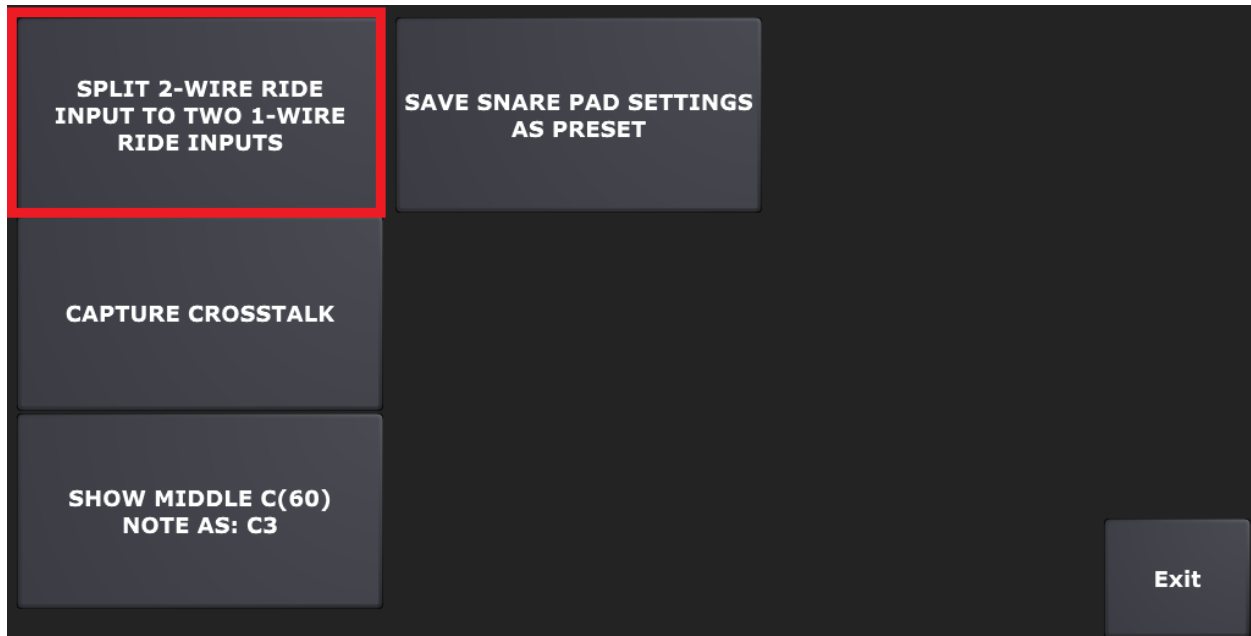 SPLIT 2-WIRE RIDE
INPUT TO TWO 1-WIRE
RIDE INPUTS
SAVE SNARE PAD SETTINGS
AS PRESET
CAPTURE CROSSTALK
SHOW MIDDLE C(60)
NOTE AS: C3
Exit